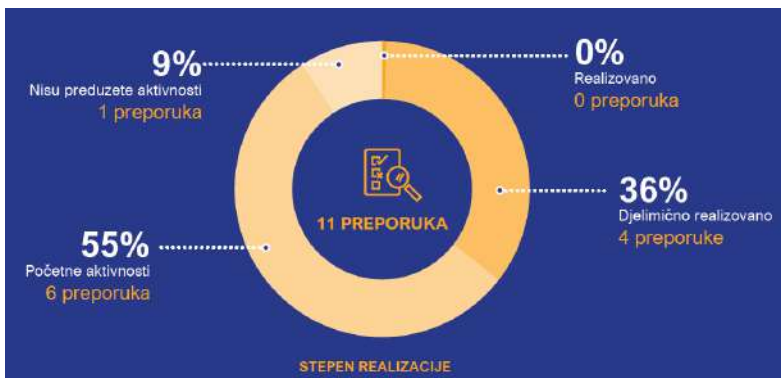 9%
Nisu preduzete aktivnosti
1 preporuka
0%
Realizovano
0 preporuka
11 PREPORUKA
36%
Djelimično realizovano
4 preporuke
55%
Početne aktivnosti
6 preporuka
STEPEN REALIZACIJE